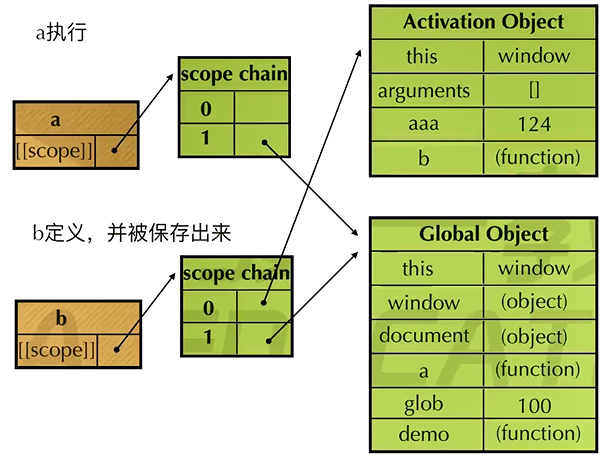 a执行
a
[[scope]]
scope chain
0
1
Activation Object
this window
arguments []
aaa 124
b (function)
b定义，并被保存出来
b
[[scope]]
scope chain
0
1
Global Object
this window
window (object)
document (object)
a (function)
glob 100
demo (function)